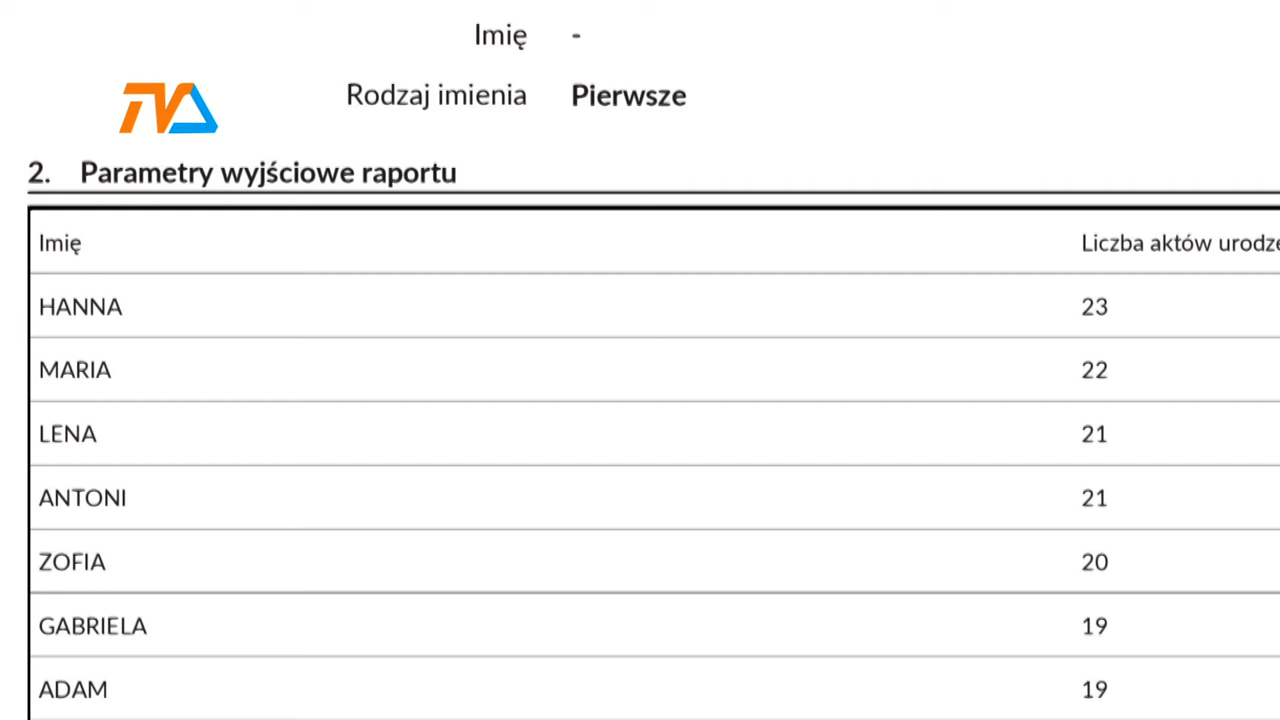 Imię -
TVA
Rodzaj imienia Pierwsze
2. Parametry wyjściowe raportu
Imię Liczba aktów
HANNA 23
MARIA 22
LENA 21
ANTONI 21
ZOFIA 20
GABRIELA 19
ADAM 19